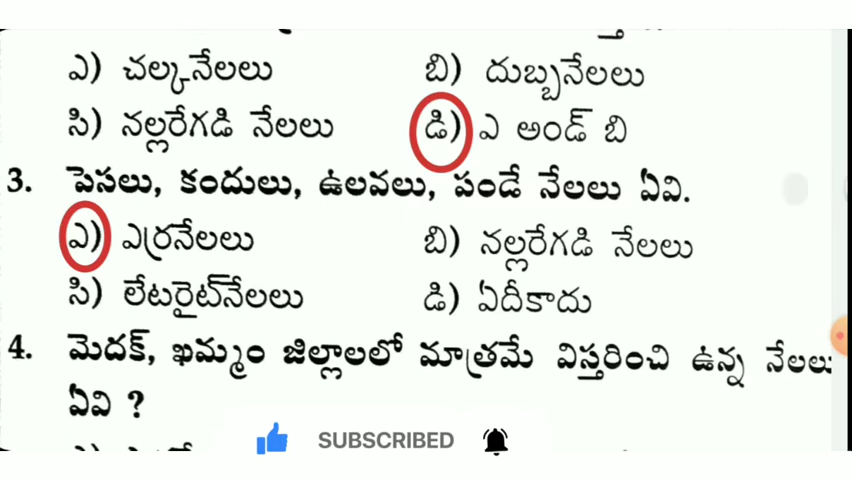 ఎ) చల్కనేలలు బి) దుబ్బనేలలు
సి) నల్లరేగడి నేలలు డి) ఎ అండ్ బి
3. పెసలు, కందులు, ఉలవలు, పండే నేలలు ఏవి.
ఎ) ఎర్రనేలలు బి) నల్లరేగడి నేలలు
సి) లేటరైట్‌నేలలు డి) ఏదీకాదు
4. మెదక్, ఖమ్మం జిల్లాలలో మాత్రమే విస్తరించి ఉన్న నేలలు
ఏవి ?
SUBSCRIBED